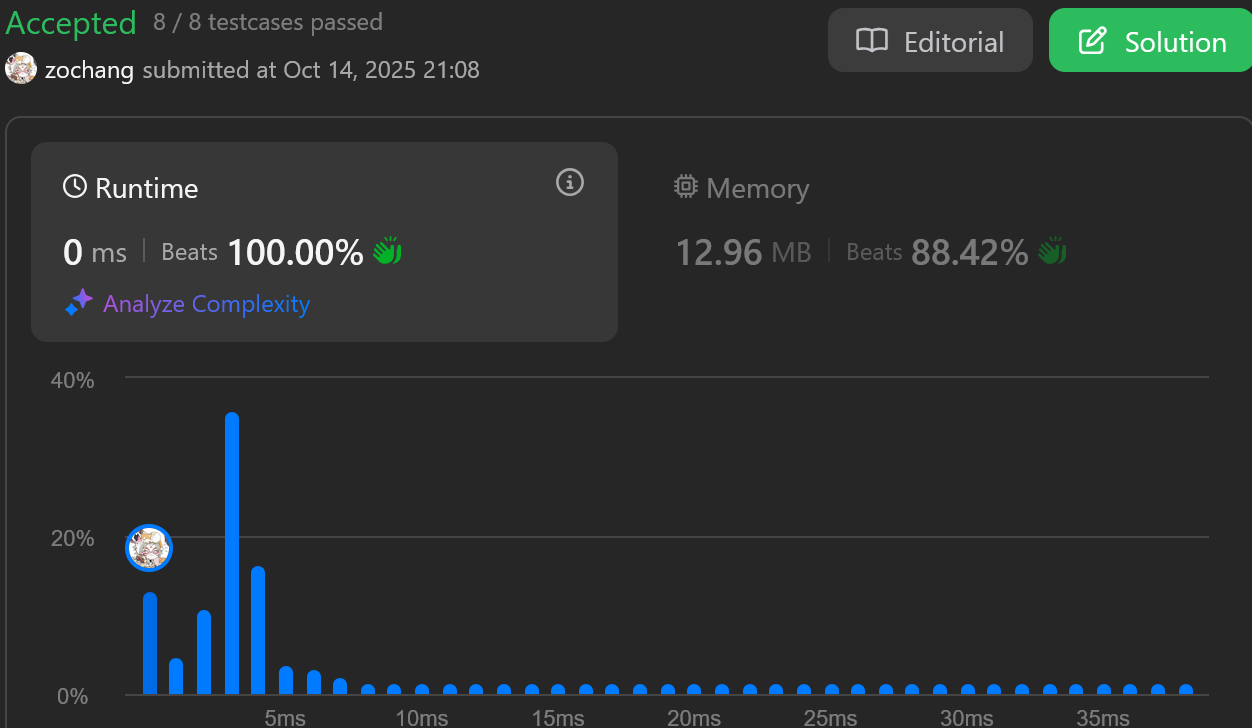 Accepted 8 / 8 testcases passed
Editorial
Solution
zochang submitted at Oct 14, 2025 21:08
Runtime
Memory
0 ms Beats 100.00%
12.96 MB Beats 88.42%
Analyze Complexity
40%
20%
0%
5ms 10ms 15ms 20ms 25ms 30ms 35ms